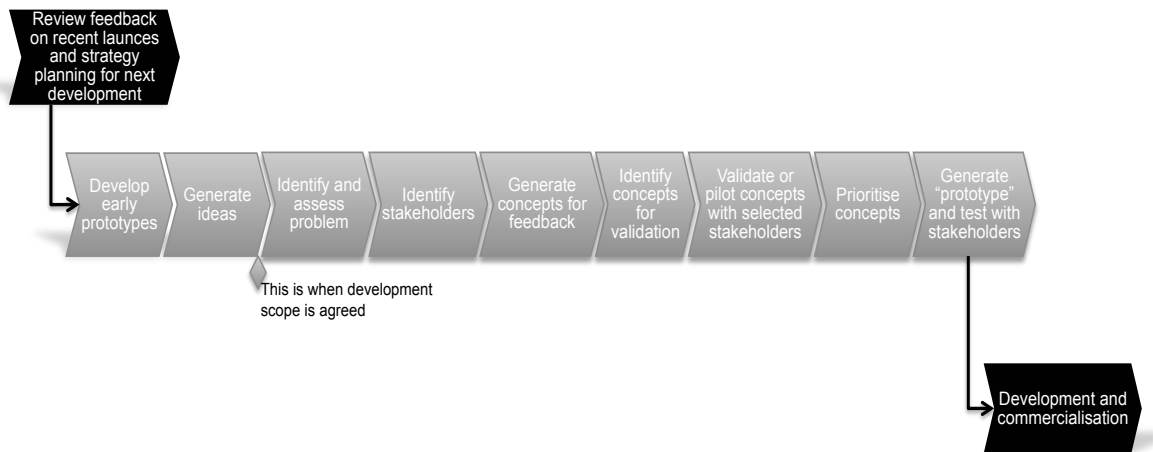 Review feedback
on recent launces
and strategy
planning for next
development
Develop
early
prototypes
Generate
ideas
Identify and
assess
problem
Identify
stakeholders
Generate
concepts for
feedback
Identify
concepts
for
validation
Validate or
pilot concepts
with selected
stakeholders
Prioritise
concepts
Generate
“prototype”
and test with
stakeholders
This is when development
scope is agreed
Development and
commercialisation